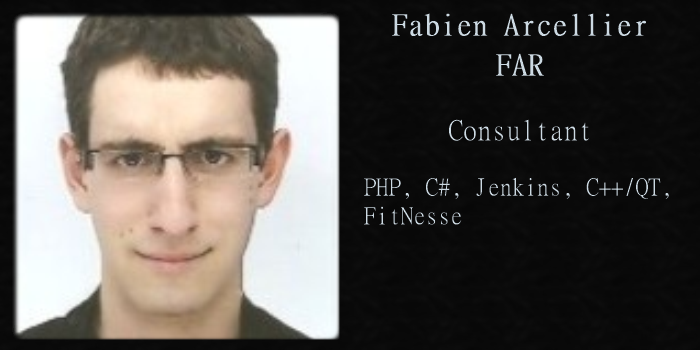 Fabien Arcellier
FAR
Consultant
PHP, C#, Jenkins, C++/QT,
FitNesse